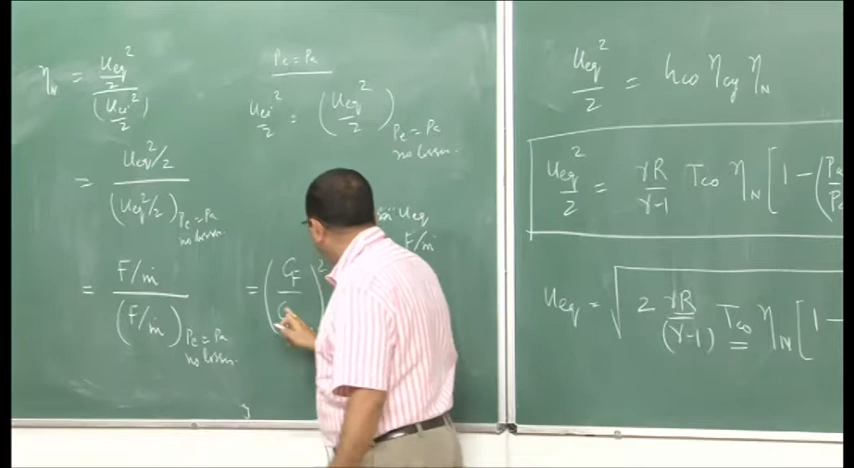 η_N = (u_eq²/2) / (u_ei²/2)
= (u_eq²/2) / (u_eq²/2) Pe = Pa no losses.
= (F/ṁ) / (F/ṁ) Pe = Pa no losses
Pe = Pa
u_ei²/2 = (u_eq²/2) Pe = Pa no losses.
u_eq
F/ṁ
= (C_F / C )²
u_eq²/2 = h_co η_cy η_N
u_eq²/2 = γR/(γ-1) T_co η_N [1 - (Pa/P
u_eq = √ 2 γR/(γ-1) T_co η_N [1 -